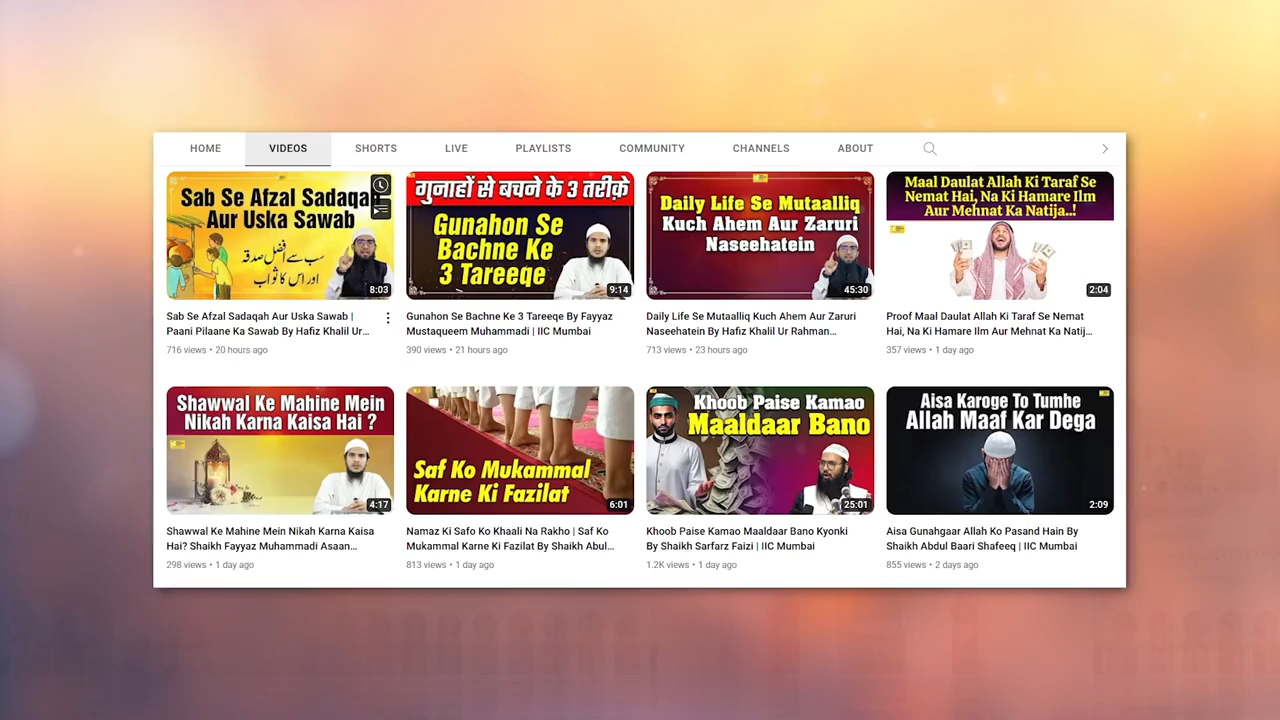 HOME VIDEOS SHORTS LIVE PLAYLISTS COMMUNITY CHANNELS ABOUT
Sab Se Afzal Sadaqah
Aur Uska Sawab
سب سے افضل صدقہ
اور اس کا ثواب
8:03
Sab Se Afzal Sadaqah Aur Uska Sawab |
Paani Pilaane Ka Sawab By Hafiz Khalil Ur...
716 views • 20 hours ago
गुनाहों से बचने के 3 तरीक़े
Gunahon Se
Bachne Ke
3 Tareeqe
9:14
Gunahon Se Bachne Ke 3 Tareeqe By Fayyaz
Mustaqueem Muhammadi | IIC Mumbai
390 views • 21 hours ago
Daily Life Se Mutaalliq
Kuch Ahem Aur Zaruri
Naseehatein
45:30
Daily Life Se Mutaalliq Kuch Ahem Aur Zaruri
Naseehatein By Hafiz Khalil Ur Rahman...
713 views • 23 hours ago
Maal Daulat Allah Ki Taraf Se
Nemat Hai, Na Ki Hamare Ilm
Aur Mehnat Ka Natija..!
2:04
Proof Maal Daulat Allah Ki Taraf Se Nemat
Hai, Na Ki Hamare Ilm Aur Mehnat Ka Natij...
357 views • 1 day ago
Shawwal Ke Mahine Mein
Nikah Karna Kaisa Hai ?
4:17
Shawwal Ke Mahine Mein Nikah Karna Kaisa
Hai? Shaikh Fayyaz Muhammadi Asaan...
298 views • 1 day ago
Saf Ko Mukammal
Karne Ki Fazilat
6:01
Namaz Ki Safo Ko Khaali Na Rakho | Saf Ko
Mukammal Karne Ki Fazilat By Shaikh Abul...
813 views • 1 day ago
Khoob Paise Kamao
Maaldaar Bano
25:01
Khoob Paise Kamao Maaldaar Bano Kyonki
By Shaikh Sarfarz Faizi | IIC Mumbai
1.2K views • 1 day ago
Aisa Karoge To Tumhe
Allah Maaf Kar Dega
2:09
Aisa Gunahgaar Allah Ko Pasand Hain By
Shaikh Abdul Baari Shafeeq | IIC Mumbai
855 views • 2 days ago